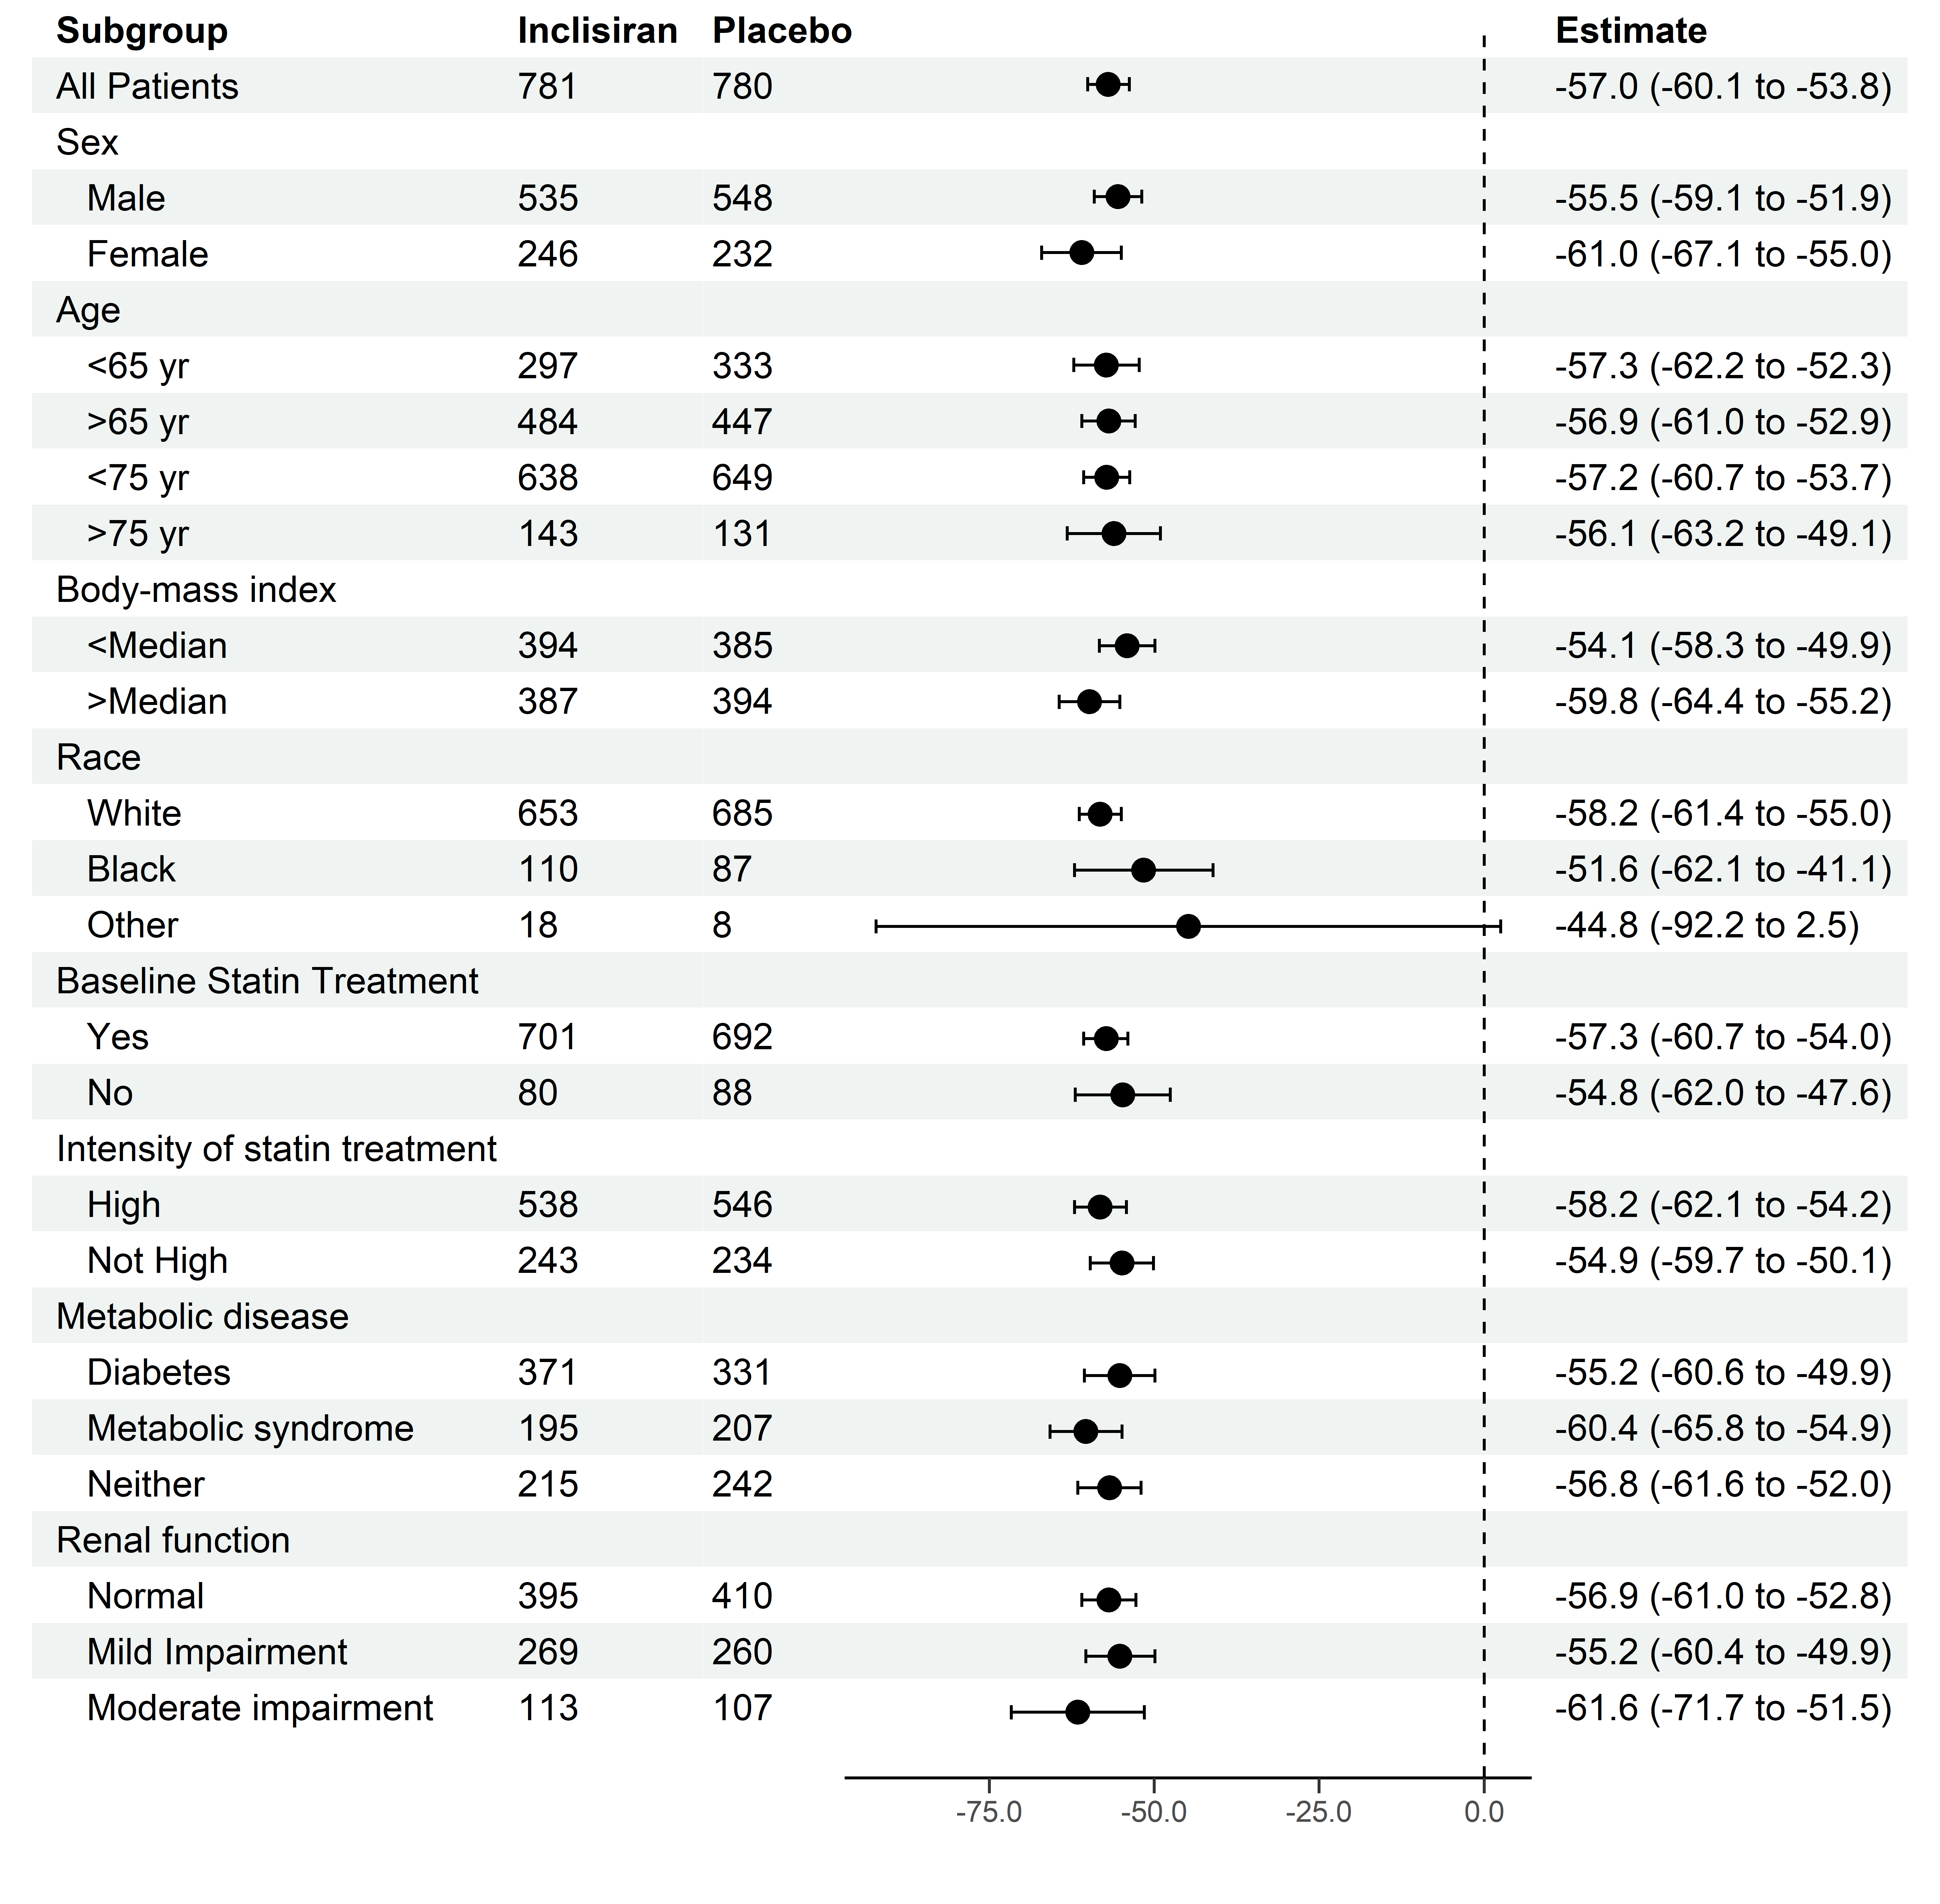 Subgroup Inclisiran Placebo Estimate
All Patients 781 780 -57.0 (-60.1 to -53.8)
Sex
Male 535 548 -55.5 (-59.1 to -51.9)
Female 246 232 -61.0 (-67.1 to -55.0)
Age
<65 yr 297 333 -57.3 (-62.2 to -52.3)
>65 yr 484 447 -56.9 (-61.0 to -52.9)
<75 yr 638 649 -57.2 (-60.7 to -53.7)
>75 yr 143 131 -56.1 (-63.2 to -49.1)
Body-mass index
<Median 394 385 -54.1 (-58.3 to -49.9)
>Median 387 394 -59.8 (-64.4 to -55.2)
Race
White 653 685 -58.2 (-61.4 to -55.0)
Black 110 87 -51.6 (-62.1 to -41.1)
Other 18 8 -44.8 (-92.2 to 2.5)
Baseline Statin Treatment
Yes 701 692 -57.3 (-60.7 to -54.0)
No 80 88 -54.8 (-62.0 to -47.6)
Intensity of statin treatment
High 538 546 -58.2 (-62.1 to -54.2)
Not High 243 234 -54.9 (-59.7 to -50.1)
Metabolic disease
Diabetes 371 331 -55.2 (-60.6 to -49.9)
Metabolic syndrome 195 207 -60.4 (-65.8 to -54.9)
Neither 215 242 -56.8 (-61.6 to -52.0)
Renal function
Normal 395 410 -56.9 (-61.0 to -52.8)
Mild Impairment 269 260 -55.2 (-60.4 to -49.9)
Moderate impairment 113 107 -61.6 (-71.7 to -51.5)
-75.0 -50.0 -25.0 0.0